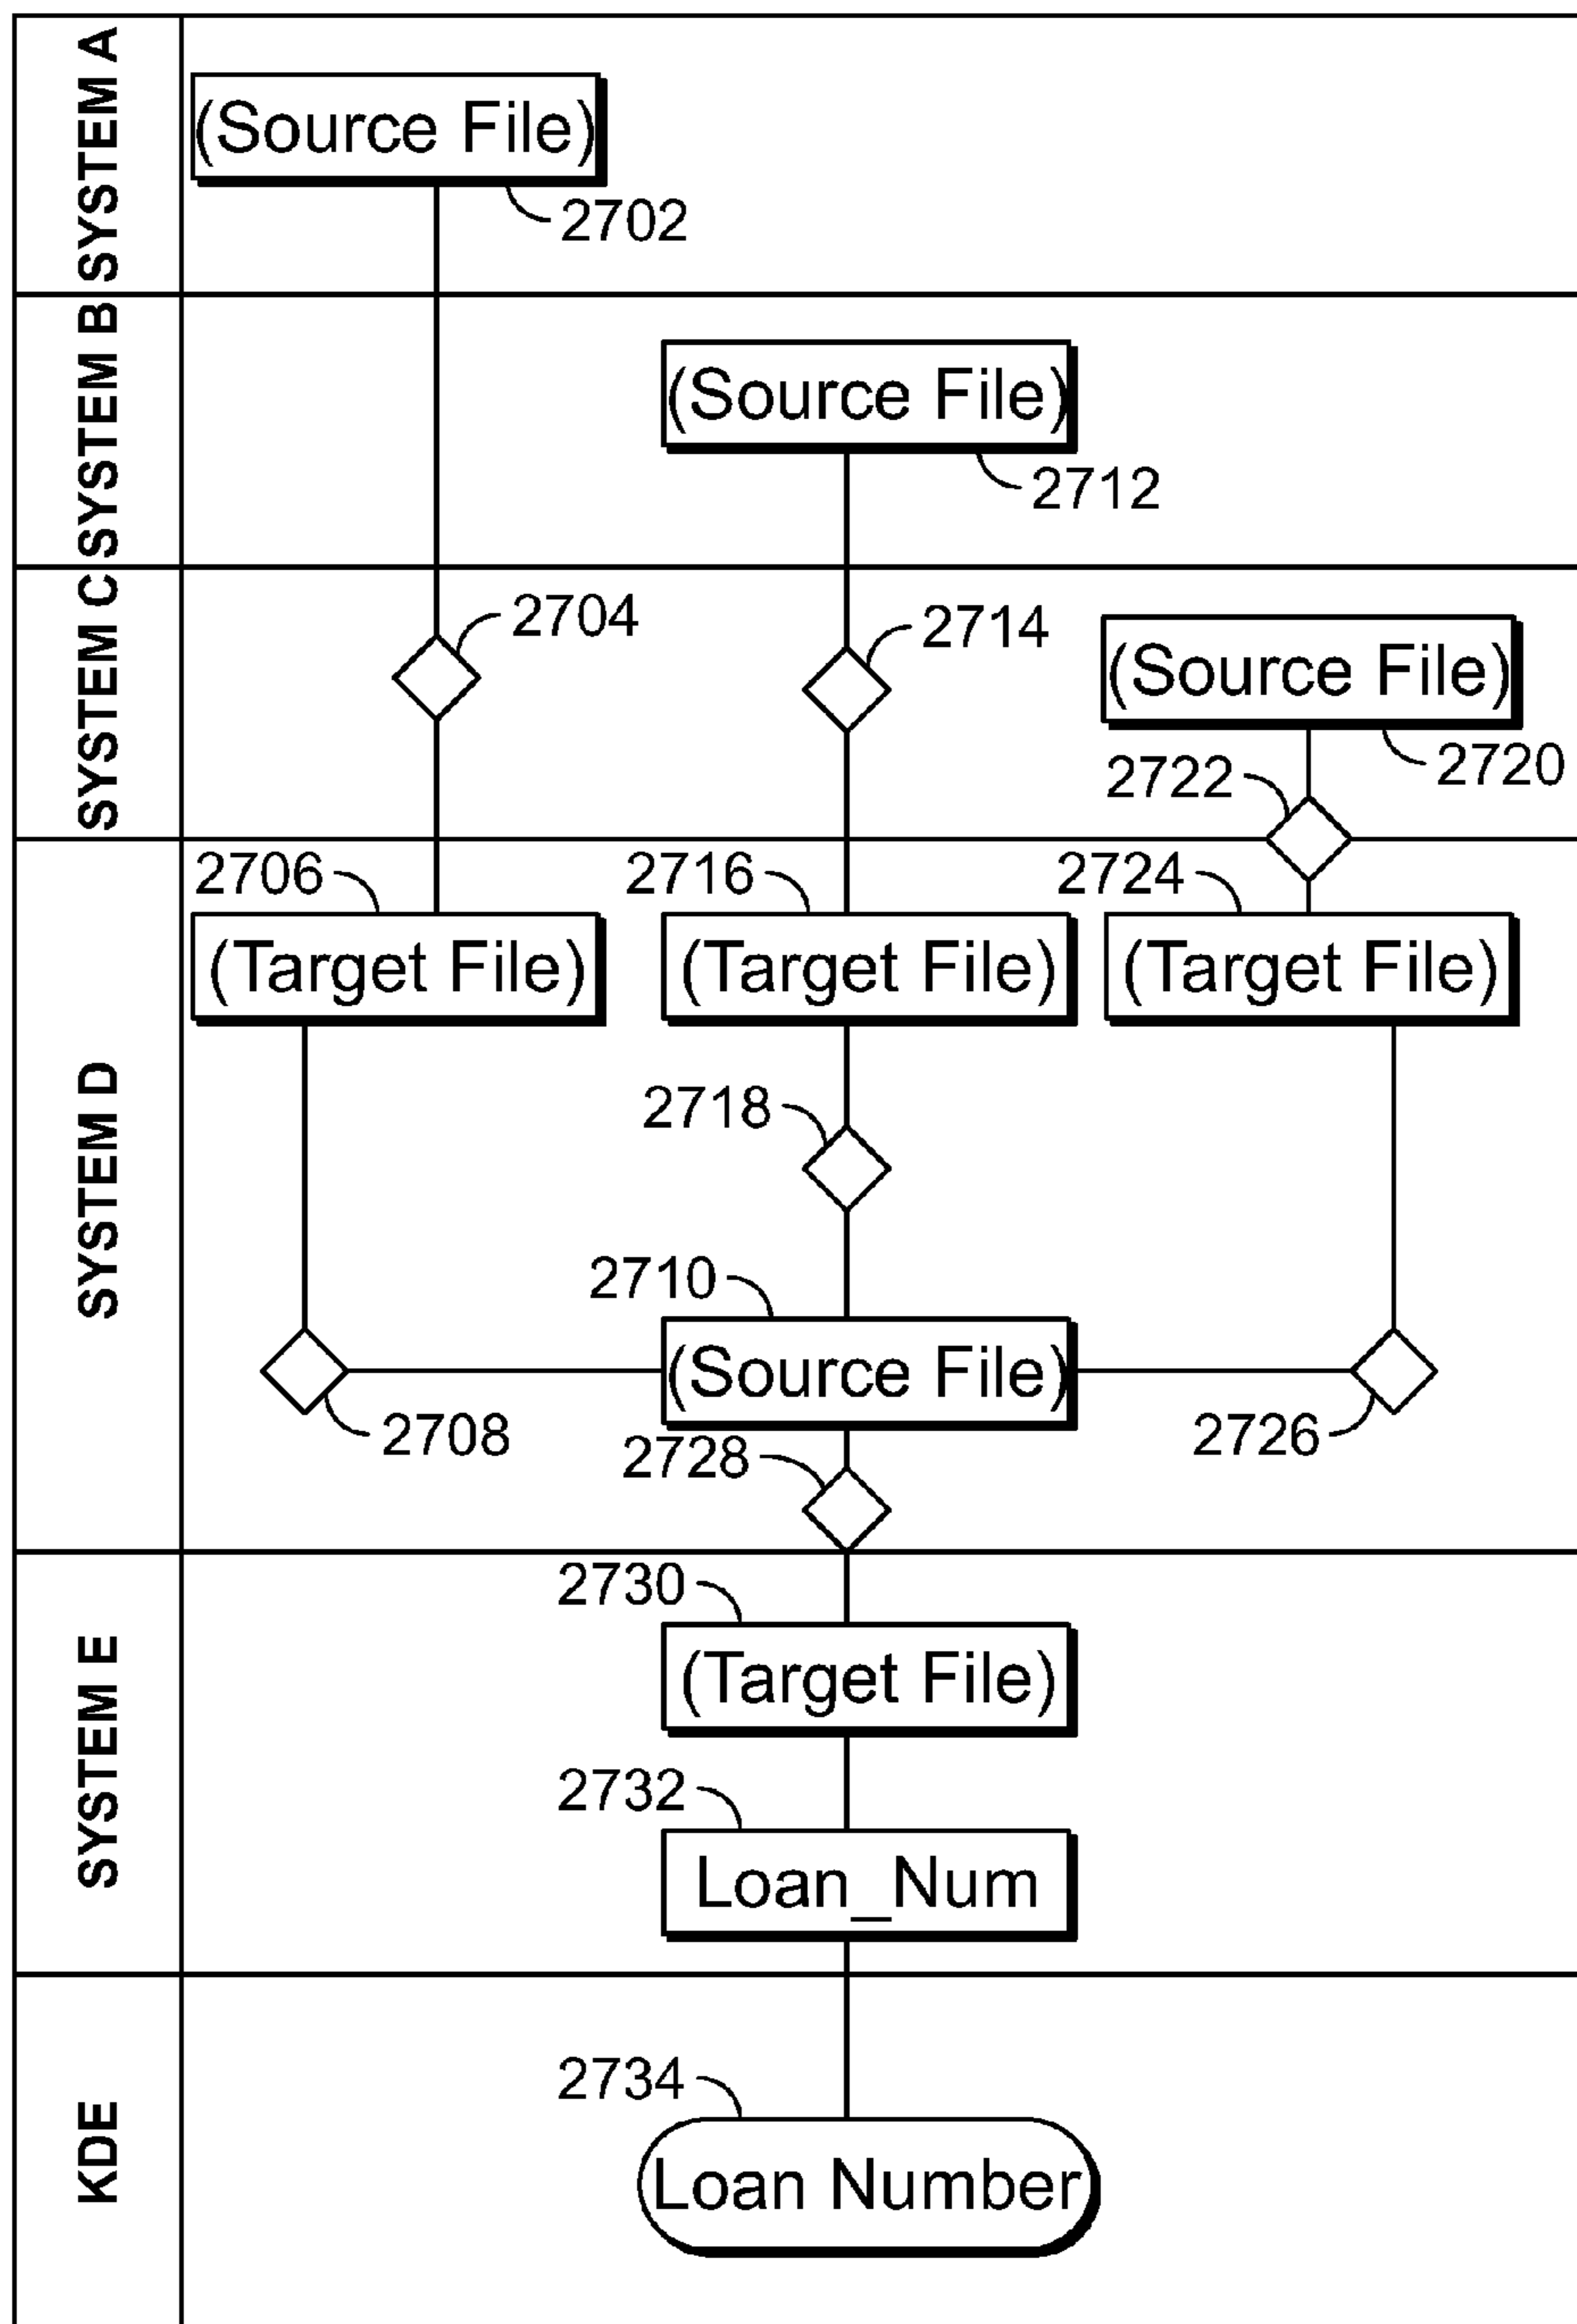 SYSTEM A
(Source File)
2702
SYSTEM B
(Source File)
2712
SYSTEM C
2704
2714
(Source File)
2722
2720
SYSTEM D
2706
2716
2724
(Target File)
(Target File)
(Target File)
2718
2710
(Source File)
2708
2728
2726
SYSTEM E
2730
(Target File)
2732
Loan_Num
KDE
2734
Loan Number